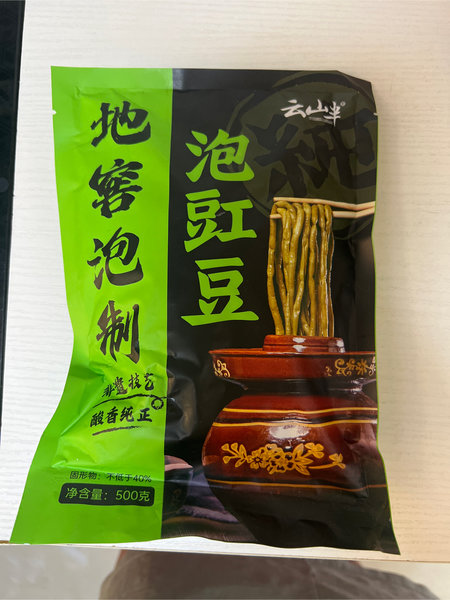 云山半
地窖泡制
泡豇豆
非遗技艺
酸香纯正
固形物：不低于40%
净含量：500克